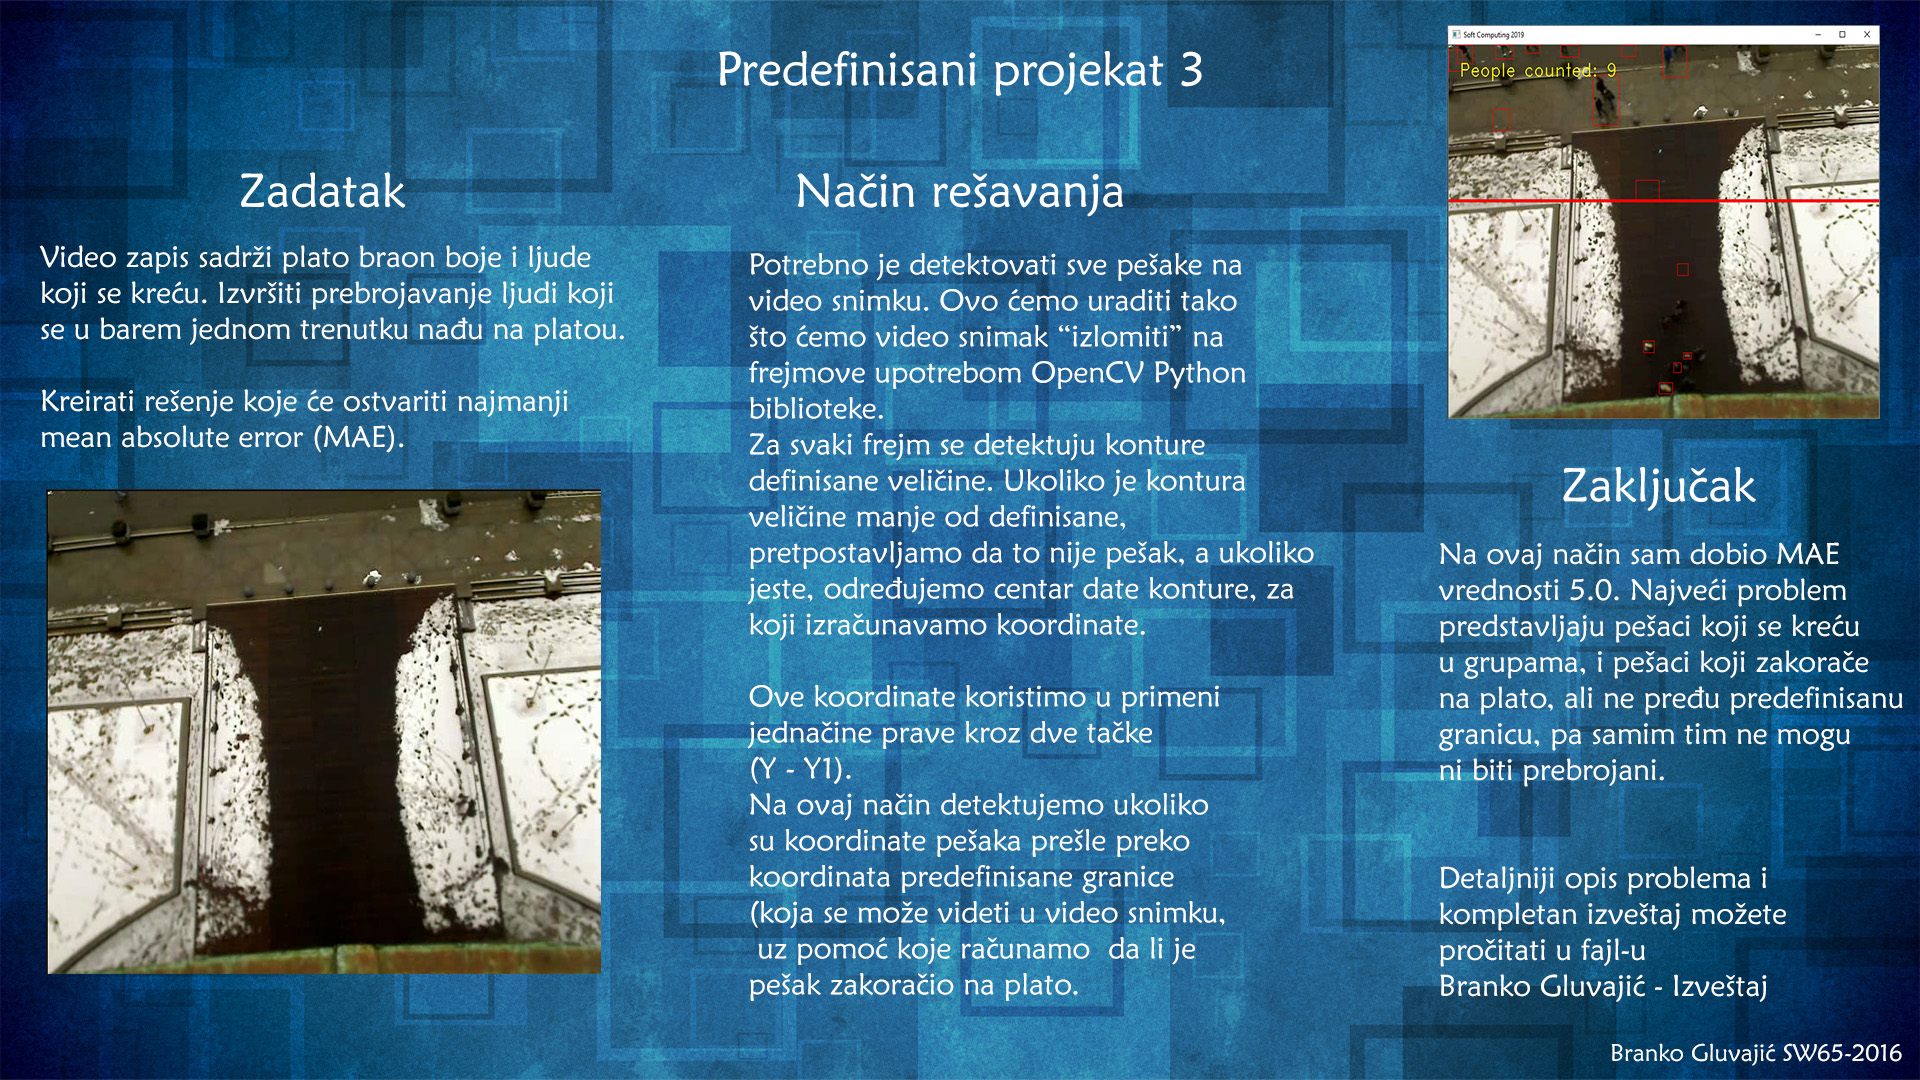 Predefinisani projekat 3
Zadatak
Video zapis sadrži plato braon boje i ljude
koji se kreću. Izvršiti prebrojavanje ljudi koji
se u barem jednom trenutku nađu na platou.
Kreirati rešenje koje će ostvariti najmanji
mean absolute error (MAE).
Način rešavanja
Potrebno je detektovati sve pešake na
video snimku. Ovo ćemo uraditi tako
što ćemo video snimak “izlomiti” na
frejmove upotrebom OpenCV Python
biblioteke.
Za svaki frejm se detektuju konture
definisane veličine. Ukoliko je kontura
veličine manje od definisane,
pretpostavljamo da to nije pešak, a ukoliko
jeste, određujemo centar date konture, za
koji izračunavamo koordinate.
Ove koordinate koristimo u primeni
jednačine prave kroz dve tačke
(Y - Y1).
Na ovaj način detektujemo ukoliko
su koordinate pešaka prešle preko
koordinata predefinisane granice
(koja se može videti u video snimku,
uz pomoć koje računamo  da li je
pešak zakoračio na plato.
Soft Computing 2019
People counted: 9
Zaključak
Na ovaj način sam dobio MAE
vrednosti 5.0. Najveći problem
predstavljaju pešaci koji se kreću
u grupama, i pešaci koji zakorače
na plato, ali ne pređu predefinisanu
granicu, pa samim tim ne mogu
ni biti prebrojani.
Detaljniji opis problema i
kompletan izveštaj možete
pročitati u fajl-u
Branko Gluvajić - Izveštaj
Branko Gluvajić SW65-2016